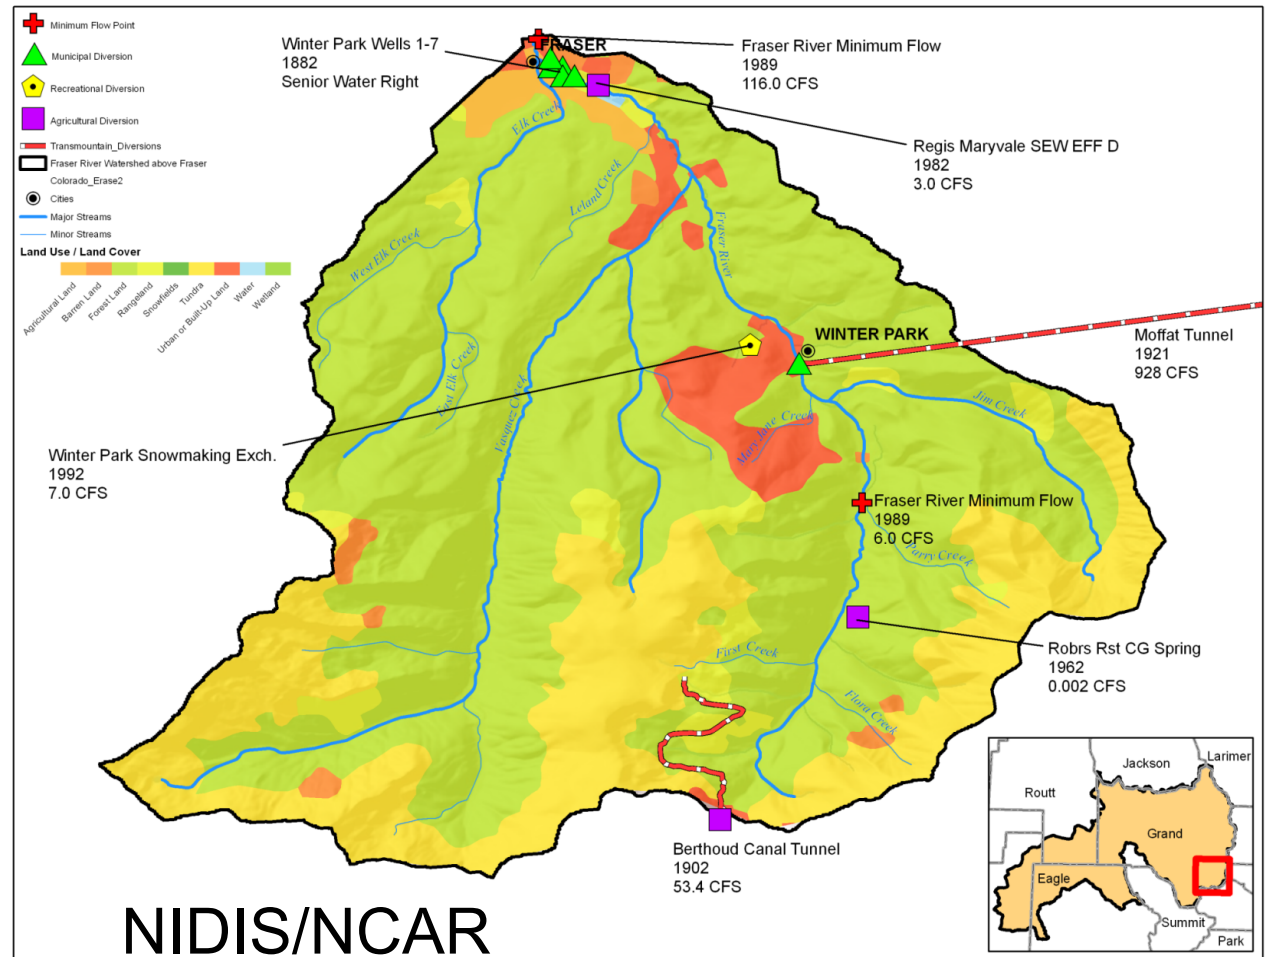 Minimum Flow Point
Municipal Diversion
Recreational Diversion
Agricultural Diversion
Transmountain_Diversions
Fraser River Watershed above Fraser
Colorado_Erase2
Cities
Major Streams
Minor Streams
Land Use / Land Cover
Agricultural Land
Barren Land
Forest Land
Rangeland
Snowfields
Tundra
Urban or Built-Up Land
Water
Wetland
Winter Park Wells 1-7
1882
Senior Water Right
FRASER
Fraser River Minimum Flow
1989
116.0 CFS
Regis Maryvale SEW EFF D
1982
3.0 CFS
Elk Creek
Leland Creek
West Elk Creek
Fraser River
East Elk Creek
Vasquez Creek
WINTER PARK
Moffat Tunnel
1921
928 CFS
Jim Creek
Mary Jane Creek
Winter Park Snowmaking Exch.
1992
7.0 CFS
Fraser River Minimum Flow
1989
6.0 CFS
Parry Creek
Robrs Rst CG Spring
1962
0.002 CFS
First Creek
Flora Creek
Berthoud Canal Tunnel
1902
53.4 CFS
NIDIS/NCAR
Jackson
Larimer
Routt
Grand
Eagle
Summit
Park